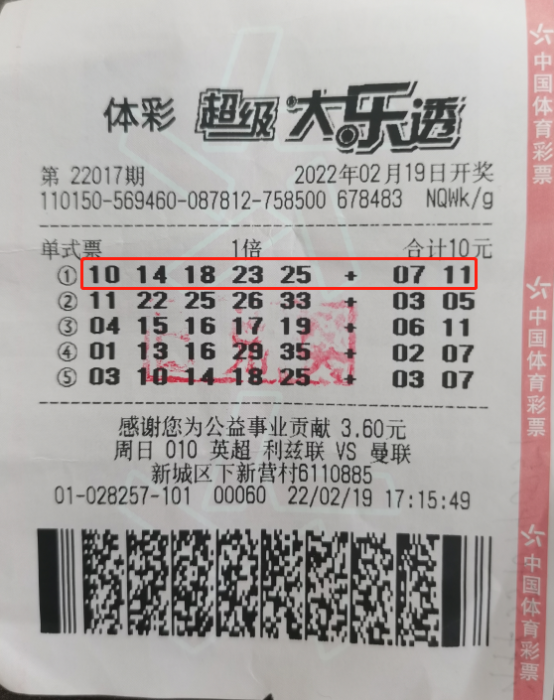 体彩 超级大乐透
第 22017期 2022年02月19日开奖
110150-569460-087812-758500 678483 NQWk/g
单式票 1倍 合计10元
① 10 14 18 23 25 + 07 11
② 11 22 25 26 33 + 03 05
③ 04 15 16 17 19 + 06 11
④ 01 13 16 29 35 + 02 07
⑤ 03 10 14 18 25 + 03 07
感谢您为公益事业贡献 3.60元
周日 010 英超 利兹联 VS 曼联
新城区下新营村6110885
01-028257-101 00060 22/02/19 17:15:49
中国体育彩票
中国体育彩票
中国体育彩票